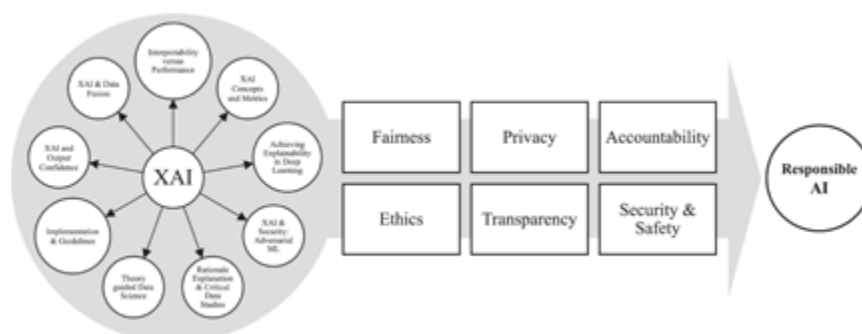 Interpretability
versus
Performance
XAI
Concepts
and Metrics
Achieving
Explainability
in Deep
Learning
XAI &
Security:
Adversarial
ML
Rationale
Explanation
& Critical
Data
Studies
Theory
guided Data
Science
Implementation
& Guidelines
XAI and
Output
Confidence
XAI & Data
Fusion
XAI
Fairness
Privacy
Accountability
Ethics
Transparency
Security &
Safety
Responsible
AI